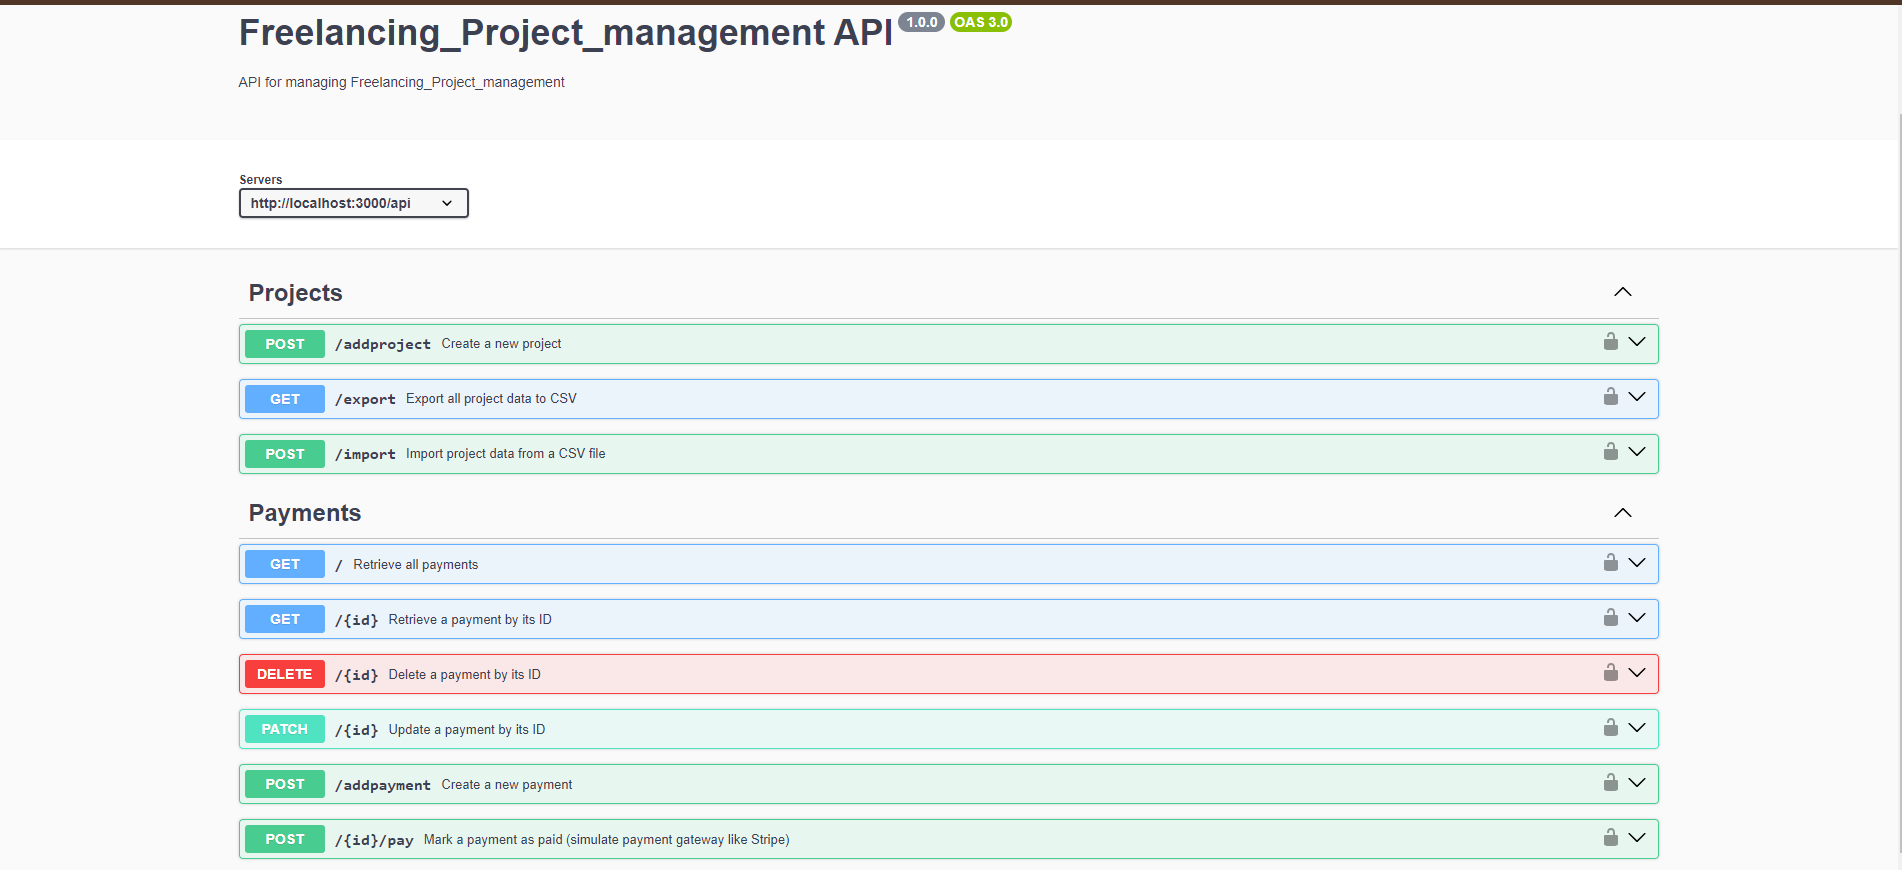 Freelancing_Project_management API 1.0.0 OAS 3.0
API for managing Freelancing_Project_management
Servers
http://localhost:3000/api
Projects
POST /addproject Create a new project
GET /export Export all project data to CSV
POST /import Import project data from a CSV file
Payments
GET / Retrieve all payments
GET /{id} Retrieve a payment by its ID
DELETE /{id} Delete a payment by its ID
PATCH /{id} Update a payment by its ID
POST /addpayment Create a new payment
POST /{id}/pay Mark a payment as paid (simulate payment gateway like Stripe)